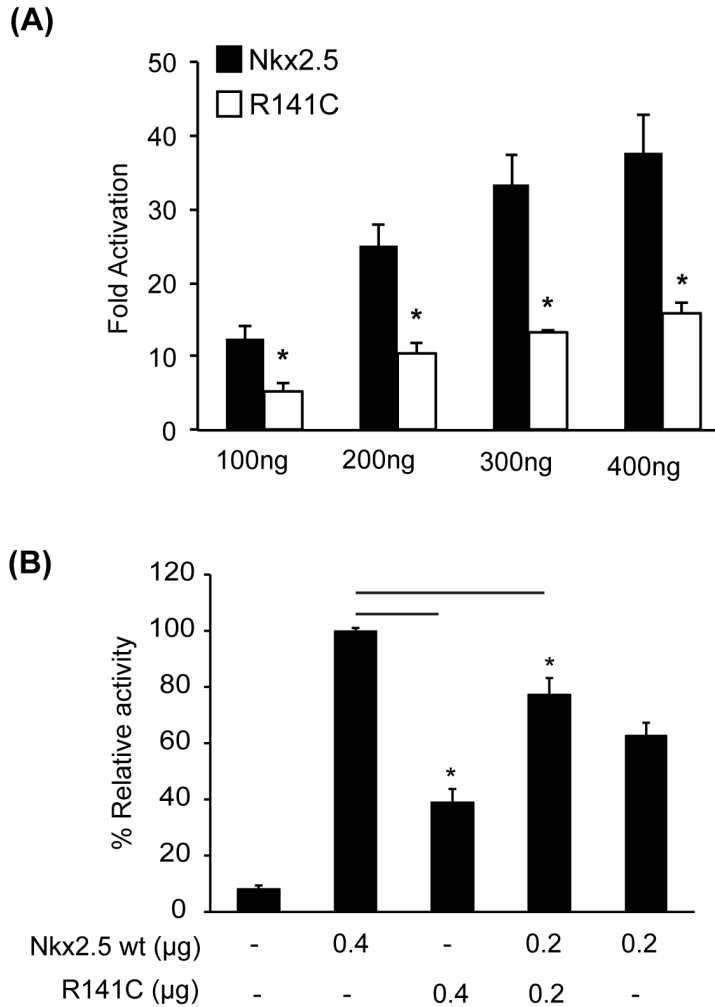 (A)
Nkx2.5
R141C
Fold Activation
50
40
30
20
10
0
*
*
*
*
100ng 200ng 300ng 400ng
(B)
% Relative activity
120
100
80
60
40
20
0
*
*
Nkx2.5 wt (µg) - 0.4 - 0.2 0.2
R141C (µg) - - 0.4 0.2 -